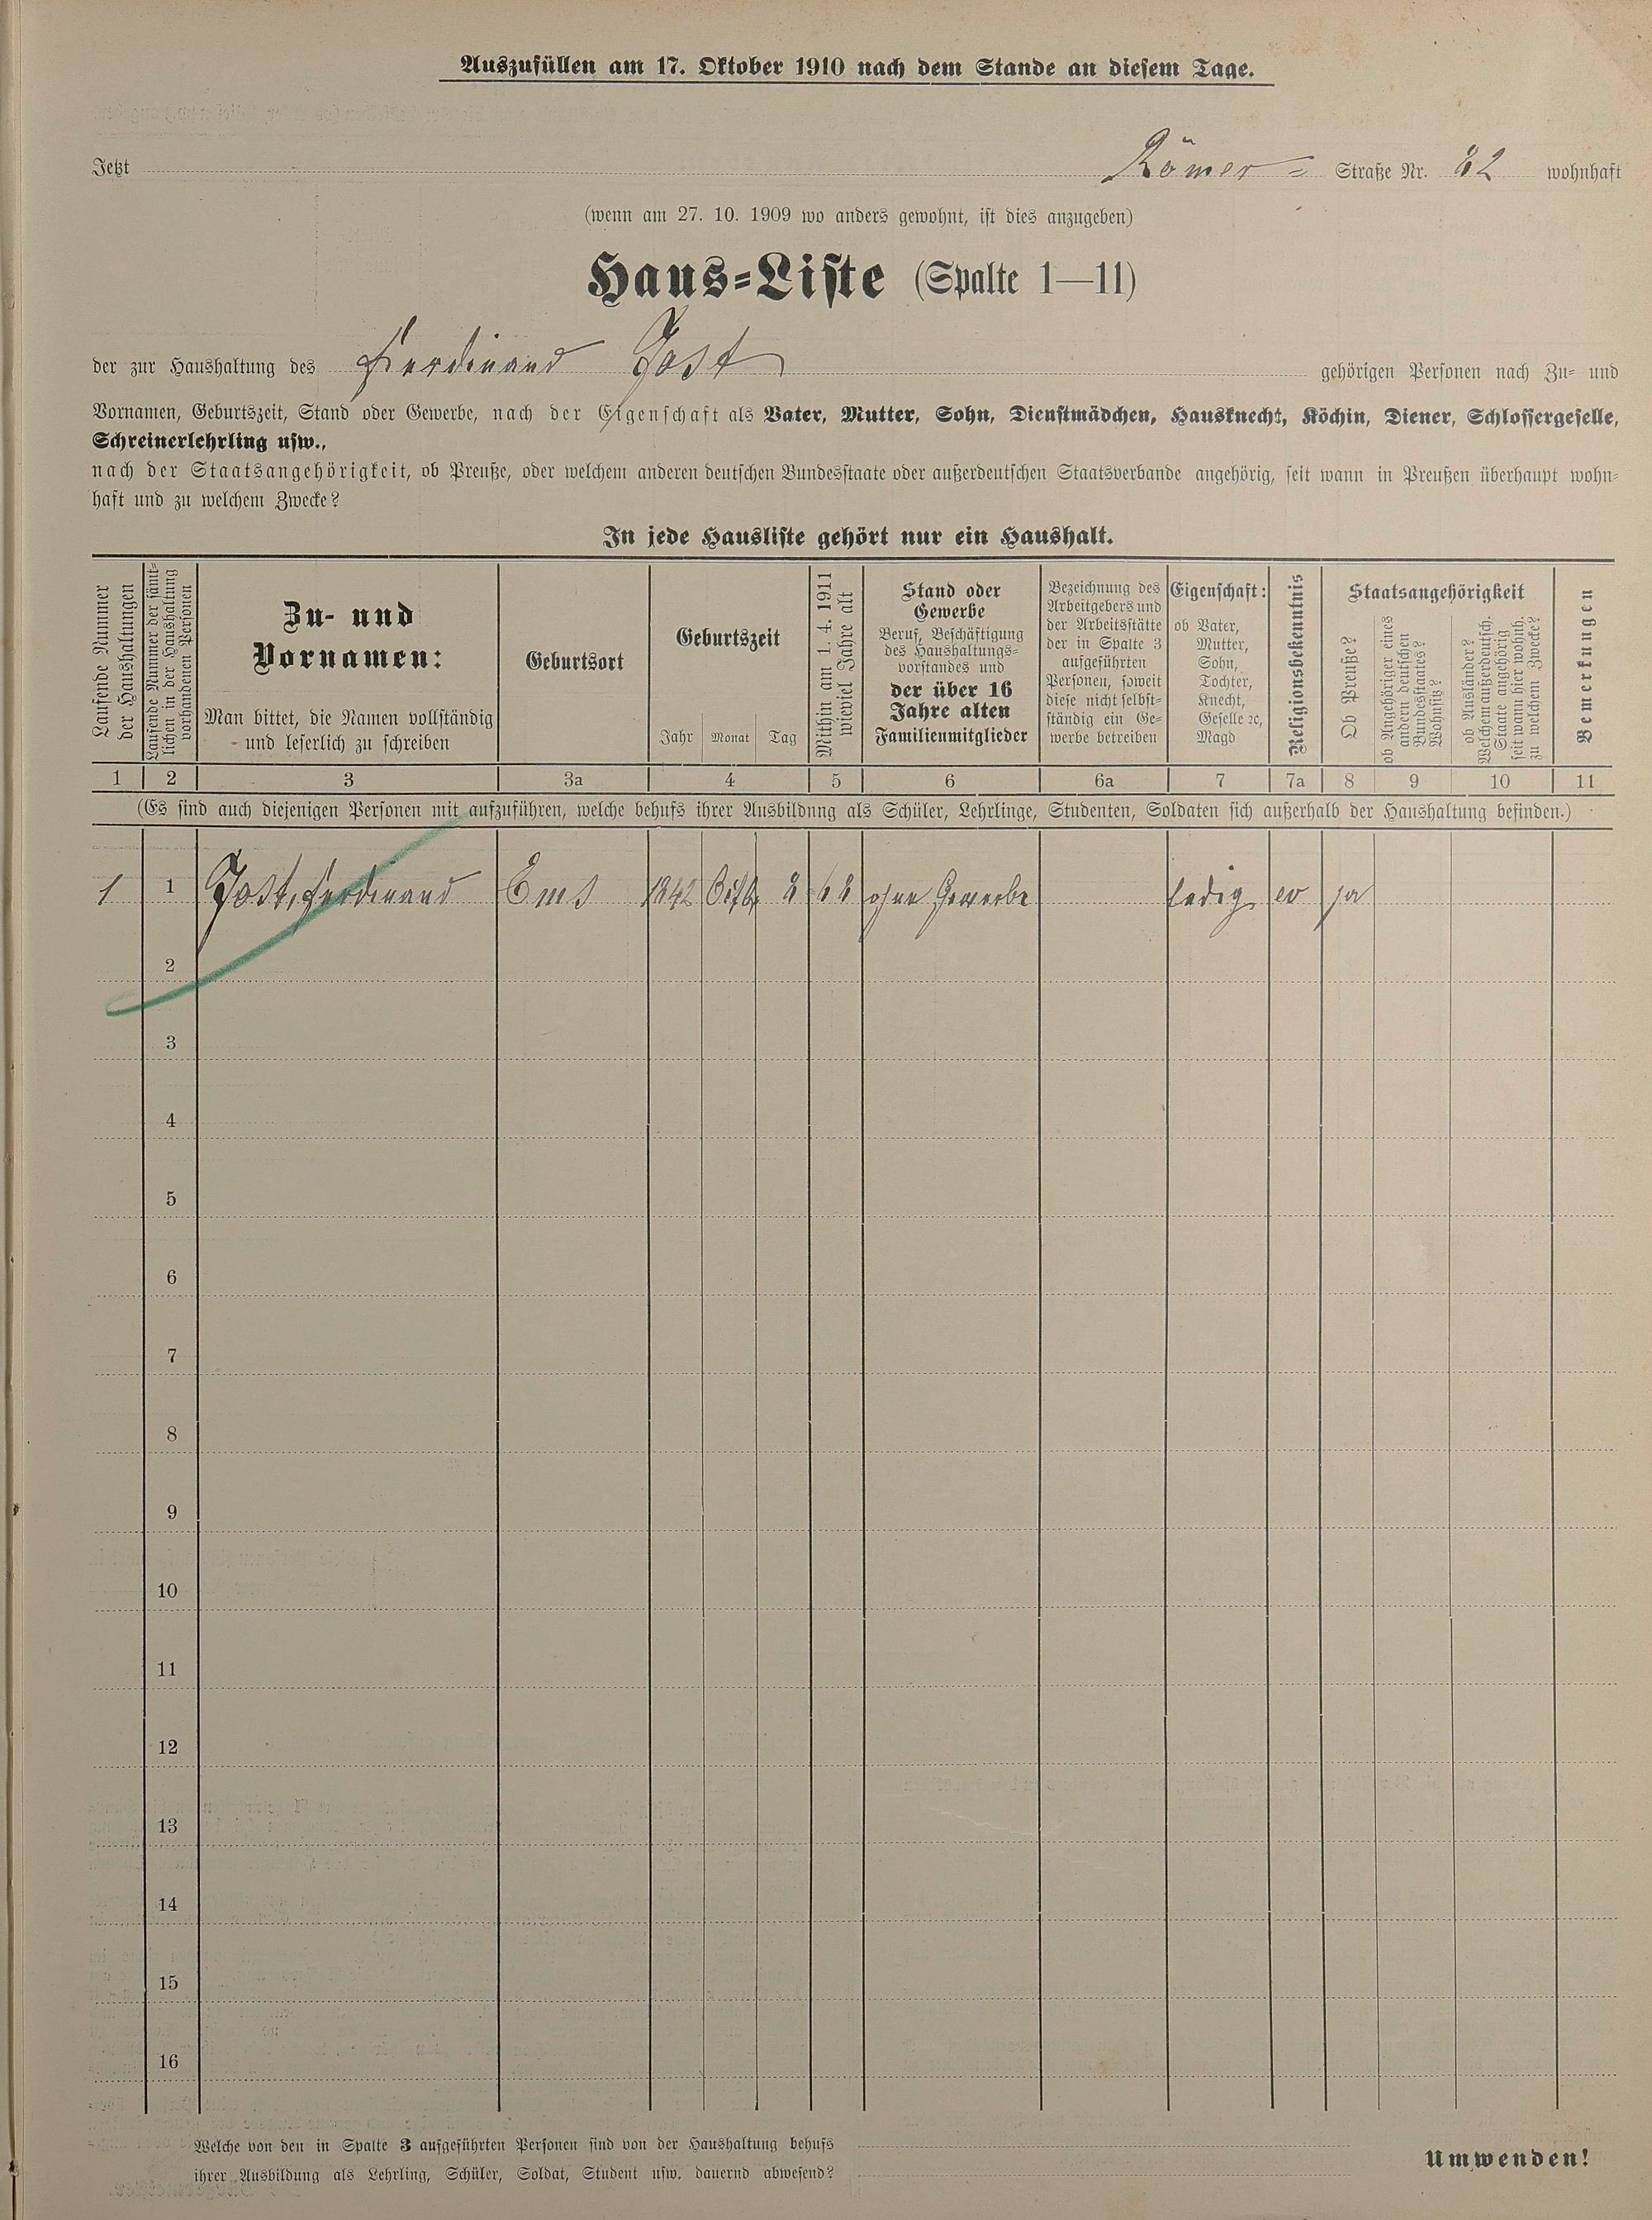 Auszufüllen am 17. Oktober 1910 nach dem Stande an diesem Tage.
Jetzt Römer= Straße Nr. 82 wohnhaft
(wenn am 27. 10. 1909 wo anders gewohnt, ist dies anzugeben)
Haus=Liste (Spalte 1—11)
der zur Haushaltung des Ferdinand Jost gehörigen Personen nach Zu= und
Vornamen, Geburtszeit, Stand oder Gewerbe, nach der Eigenschaft als Vater, Mutter, Sohn, Dienstmädchen, Hausknecht, Köchin, Diener, Schlossergeselle,
Schreinerlehrling usw.,
nach der Staatsangehörigkeit, ob Preuße, oder welchem anderen deutschen Bundesstaate oder außerdeutschen Staatsverbande angehörig, seit wann in Preußen überhaupt wohn=
haft und zu welchem Zwecke?
In jede Hausliste gehört nur ein Haushalt.
Laufende Nummer
der Haushaltungen
Laufende Nummer der sämt=
lichen in der Haushaltung
vorhandenen Personen
Zu- und
Vornamen:
Man bittet, die Namen vollständig
und leserlich zu schreiben
Geburtsort
Geburtszeit
Jahr Monat Tag
Mithin am 1. 4. 1911
wieviel Jahre alt
Stand oder
Gewerbe
Beruf, Beschäftigung
des Haushaltungs=
vorstandes und
der über 16
Jahre alten
Familienmitglieder
Bezeichnung des
Arbeitgebers und
der Arbeitsstätte
der in Spalte 3
aufgeführten
Personen, soweit
diese nicht selbst=
ständig ein Ge=
werbe betreiben
Eigenschaft:
ob Vater,
Mutter,
Sohn,
Tochter,
Knecht,
Geselle ꝛc,
Magd
Religionsbekenntnis
Staatsangehörigkeit
Ob Preuße?
ob Angehöriger eines
andern deutschen
Bundesstaates?
Wohnsitz?
ob Ausländer?
Welchem außerdeutsch.
Staate angehörig
seit wann hier wohnh.
zu welchem Zwecke?
Bemerkungen
1 2 3 3a 4 5 6 6a 7 7a 8 9 10 11
(Es sind auch diejenigen Personen mit aufzuführen, welche behufs ihrer Ausbildung als Schüler, Lehrlinge, Studenten, Soldaten sich außerhalb der Haushaltung befinden.)
1 1 Jost, Ferdinand Ems 1842 8 68 ohne Gewerbe ledig ev ja
2
3
4
5
6
7
8
9
10
11
12
13
14
15
16
Welche von den in Spalte 3 aufgeführten Personen sind von der Haushaltung behufs
ihrer Ausbildung als Lehrling, Schüler, Soldat, Student usw. dauernd abwesend?
Umwenden!